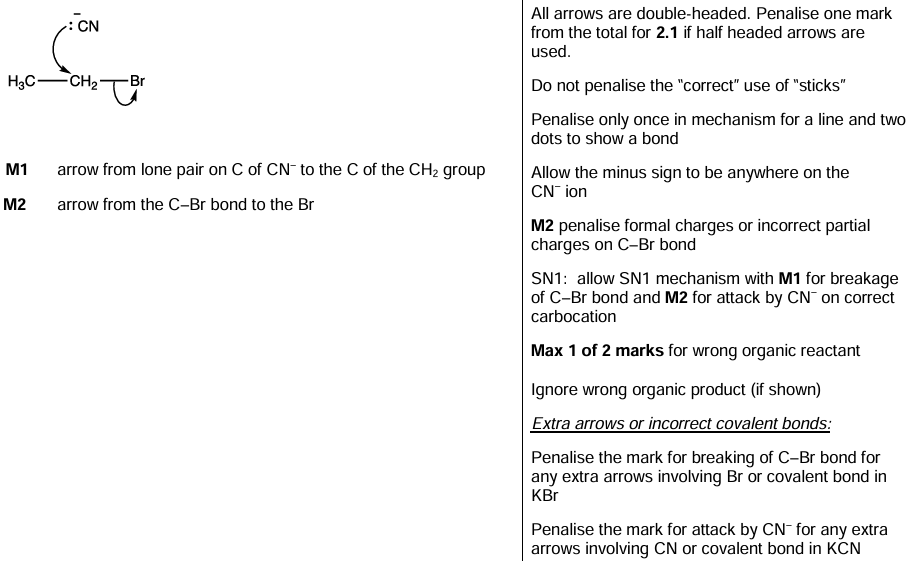 –
: CN
H₃C—CH₂—Br
M1 arrow from lone pair on C of CN⁻ to the C of the CH₂ group
M2 arrow from the C–Br bond to the Br
All arrows are double-headed. Penalise one mark
from the total for 2.1 if half headed arrows are
used.
Do not penalise the “correct” use of “sticks”
Penalise only once in mechanism for a line and two
dots to show a bond
Allow the minus sign to be anywhere on the
CN⁻ ion
M2 penalise formal charges or incorrect partial
charges on C–Br bond
SN1: allow SN1 mechanism with M1 for breakage
of C–Br bond and M2 for attack by CN⁻ on correct
carbocation
Max 1 of 2 marks for wrong organic reactant
Ignore wrong organic product (if shown)
Extra arrows or incorrect covalent bonds:
Penalise the mark for breaking of C–Br bond for
any extra arrows involving Br or covalent bond in
KBr
Penalise the mark for attack by CN⁻ for any extra
arrows involving CN or covalent bond in KCN